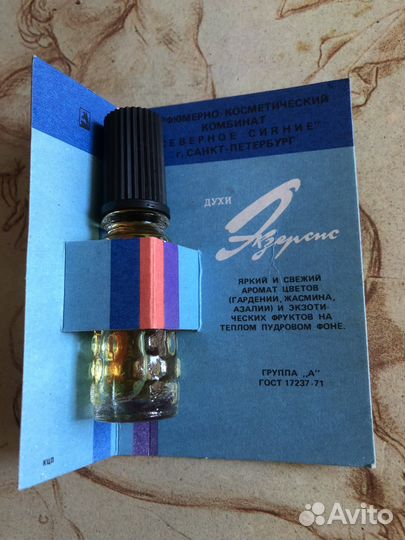 ПАРФЮМЕРНО-КОСМЕТИЧЕСКИЙ
КОМБИНАТ
"СЕВЕРНОЕ СИЯНИЕ"
г. САНКТ-ПЕТЕРБУРГ
ДУХИ
Экзерсис
ЯРКИЙ И СВЕЖИЙ
АРОМАТ ЦВЕТОВ
(ГАРДЕНИИ, ЖАСМИНА,
АЗАЛИИ) И ЭКЗОТИ-
ЧЕСКИХ ФРУКТОВ НА
ТЕПЛОМ ПУДРОВОМ ФОНЕ.
ГРУППА „А"
ГОСТ 17237-71
КЦП
Avito